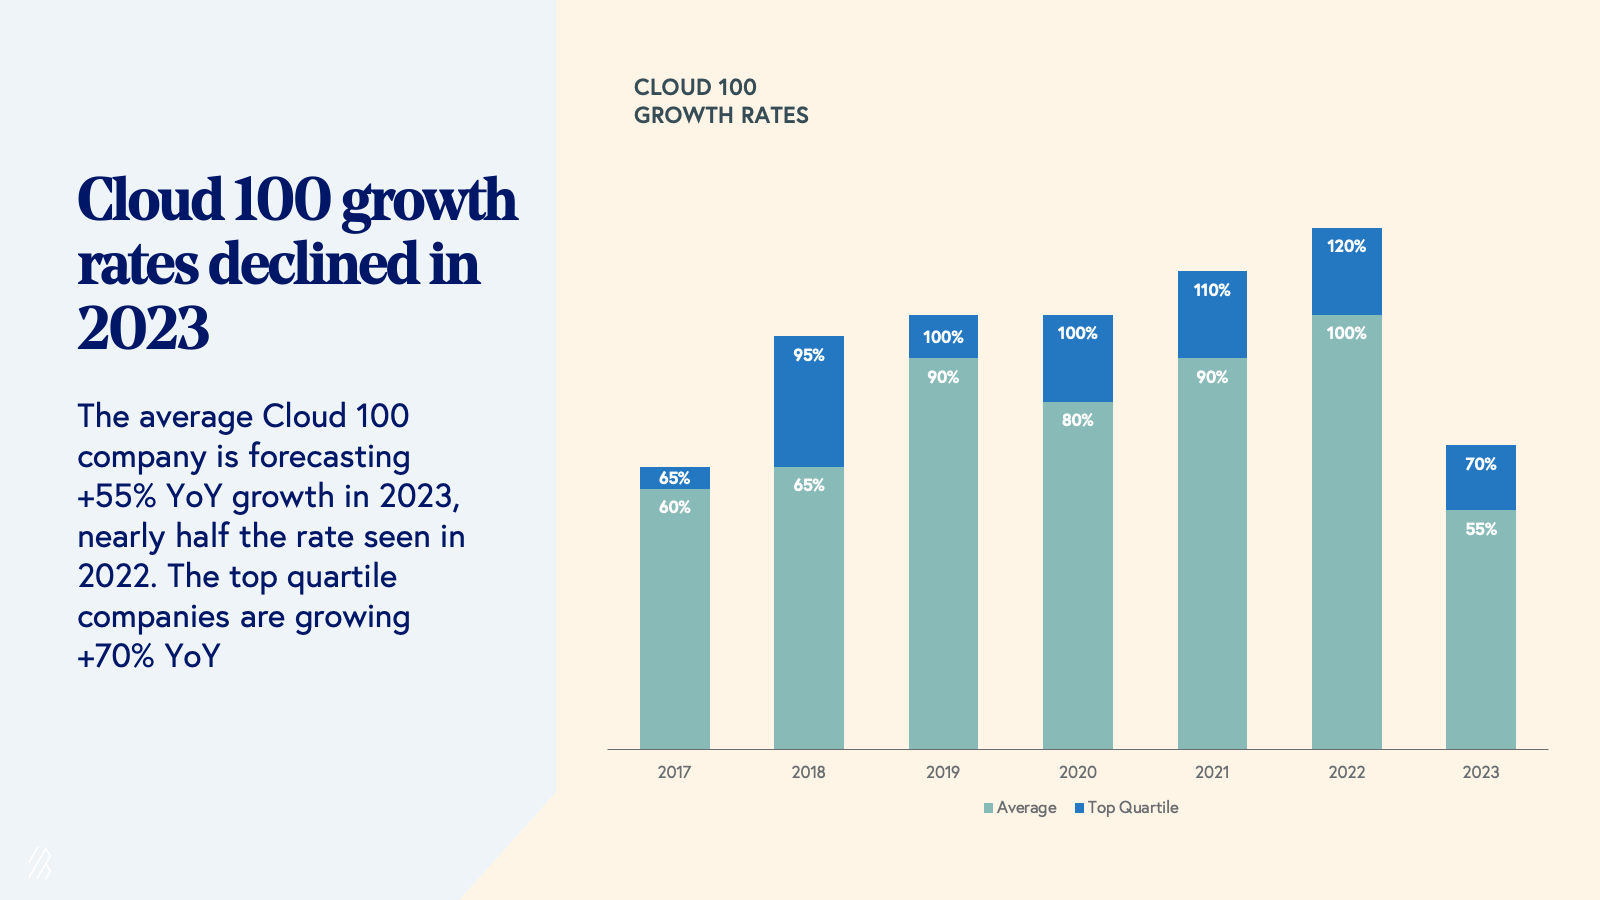 Cloud 100 growth
rates declined in
2023
The average Cloud 100
company is forecasting
+55% YoY growth in 2023,
nearly half the rate seen in
2022. The top quartile
companies are growing
+70% YoY
CLOUD 100
GROWTH RATES
65%
60%
95%
65%
100%
90%
100%
80%
110%
90%
120%
100%
70%
55%
2017 2018 2019 2020 2021 2022 2023
Average Top Quartile